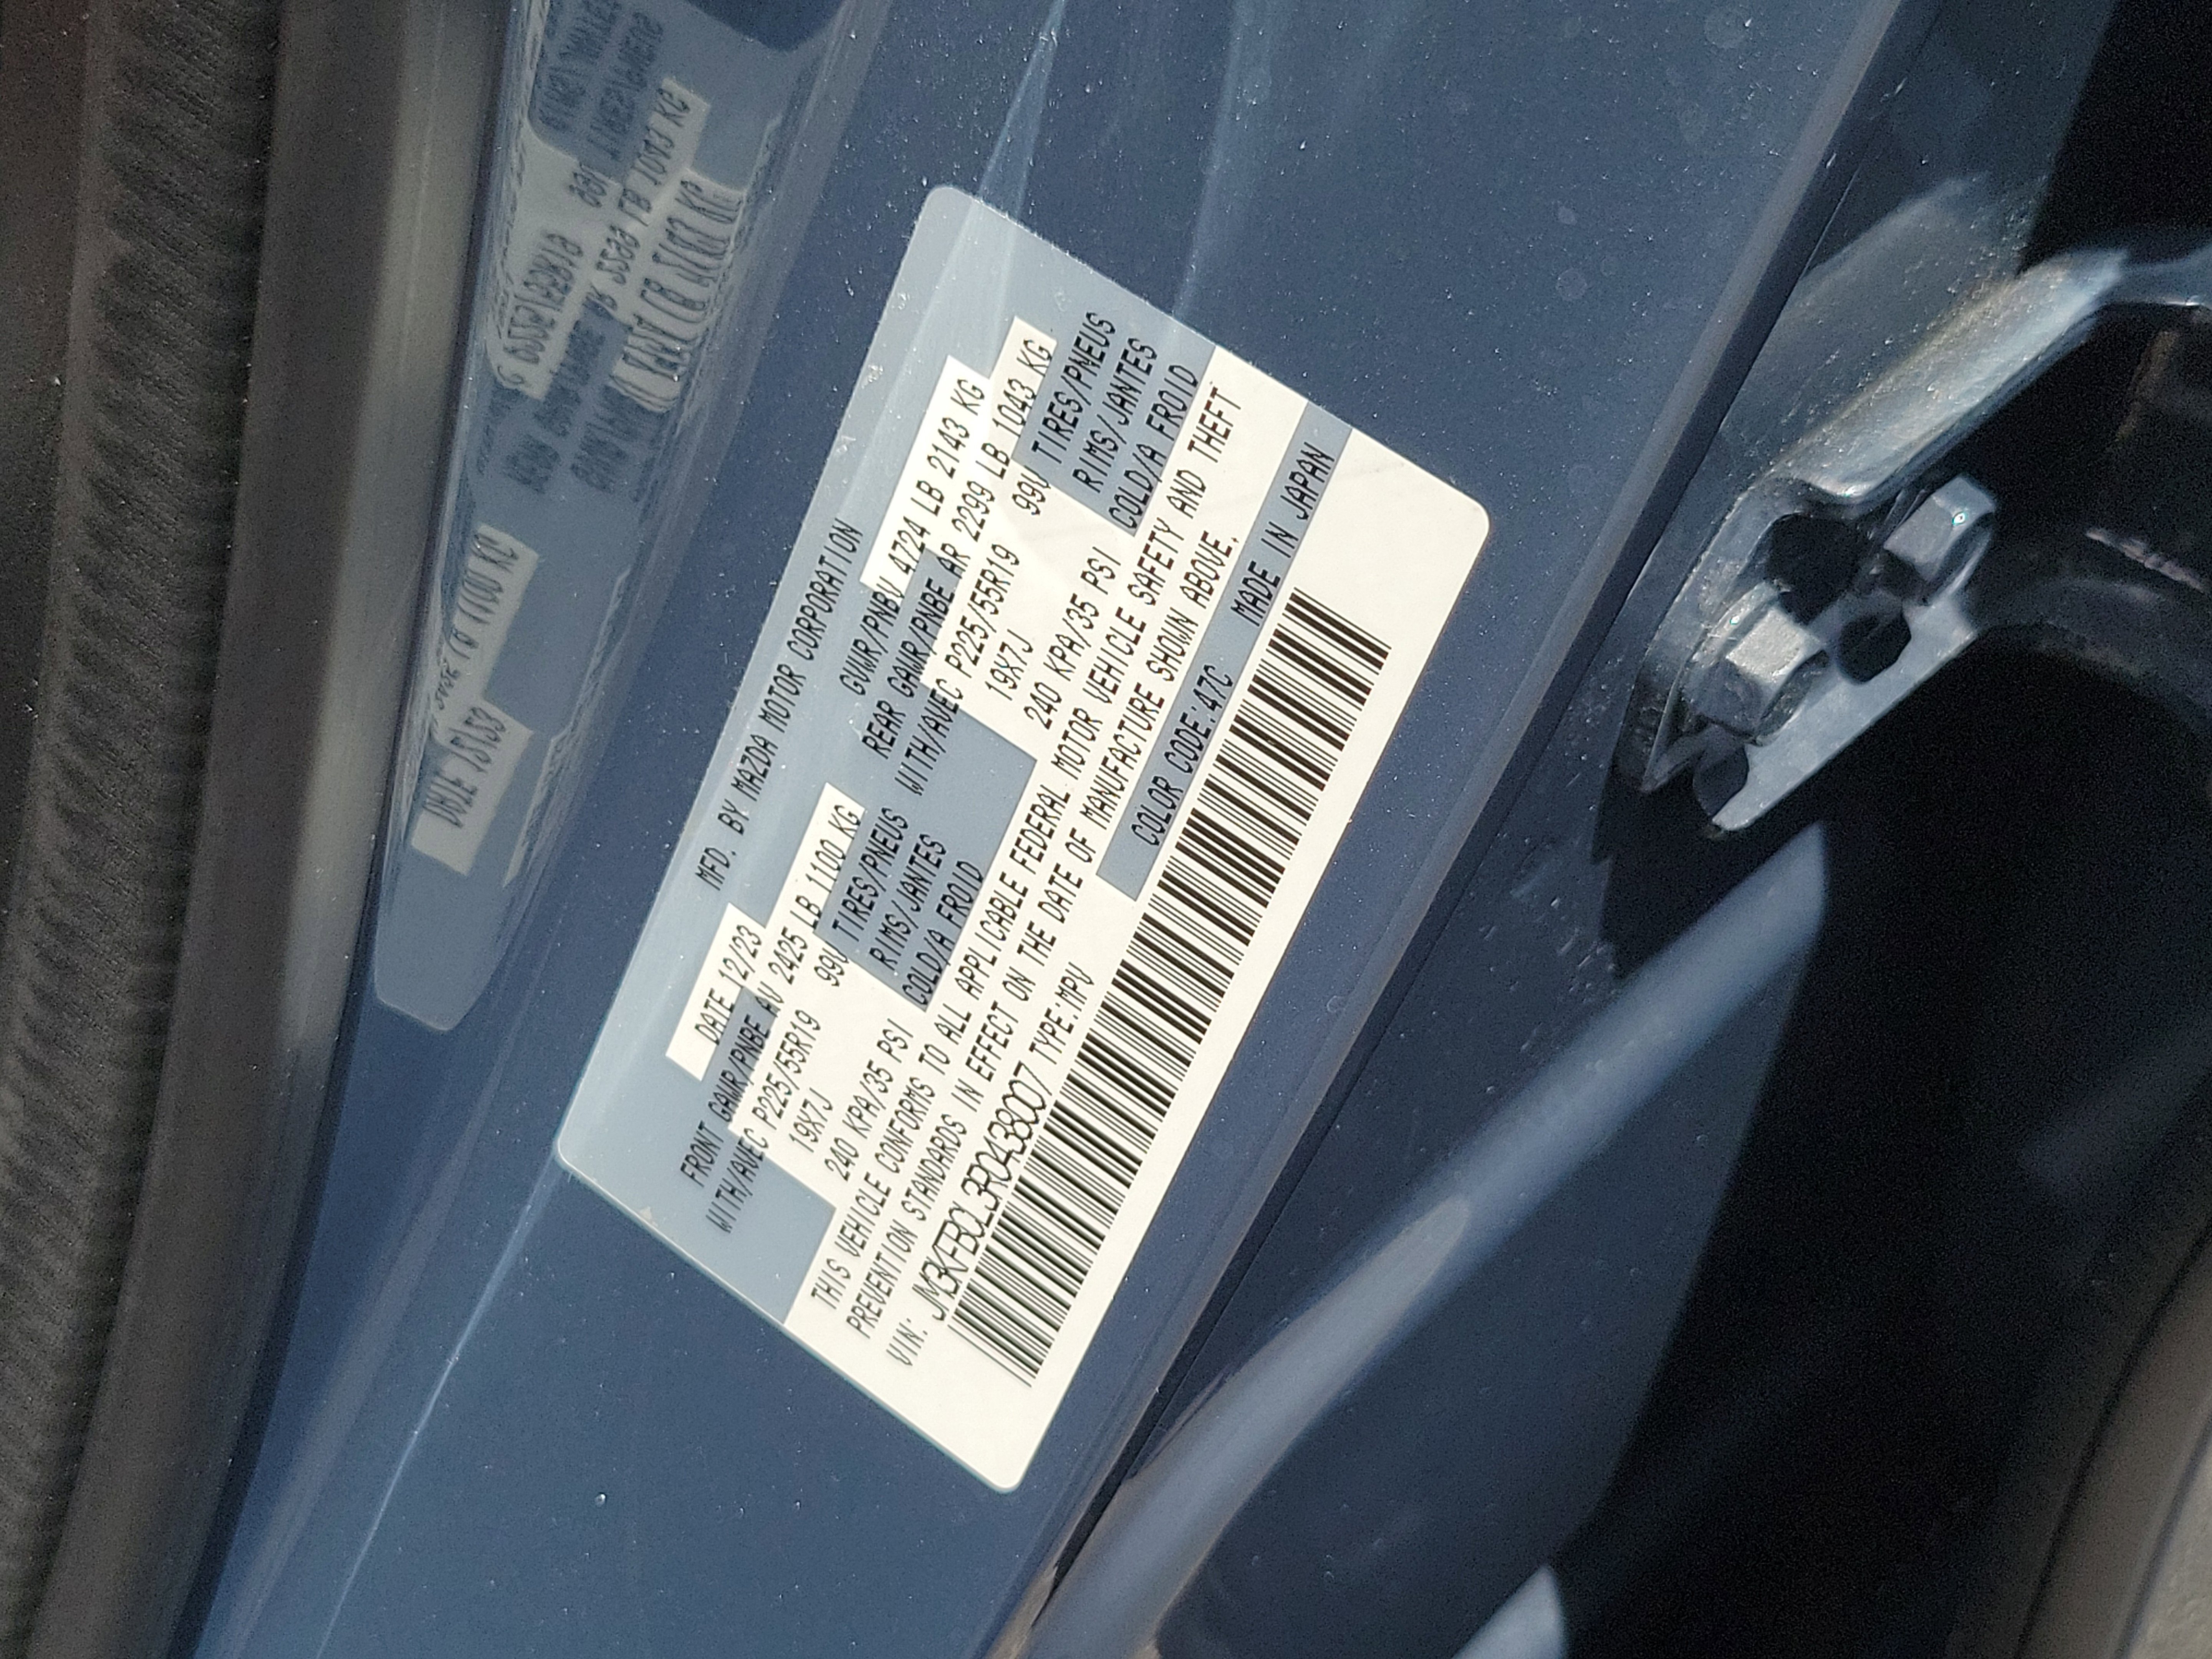 MFD. BY MAZDA MOTOR CORPORATION
DATE 12/23 GVWR/PNBV 4724 LB 2143 KG
FRONT GAWR/PNBE AV 2425 LB 1100 KG REAR GAWR/PNBE AR 2299 LB 1043 KG
WITH/AVEC P225/55R19 99V TIRES/PNEUS WITH/AVEC P225/55R19 99V TIRES/PNEUS
19X7J RIMS/JANTES 19X7J RIMS/JANTES
240 KPA/35 PSI COLD/A FROID 240 KPA/35 PSI COLD/A FROID
THIS VEHICLE CONFORMS TO ALL APPLICABLE FEDERAL MOTOR VEHICLE SAFETY AND THEFT
PREVENTION STANDARDS IN EFFECT ON THE DATE OF MANUFACTURE SHOWN ABOVE.
VIN: JM3KFBCL3R0438007 TYPE:MPV COLOR CODE:47C MADE IN JAPAN